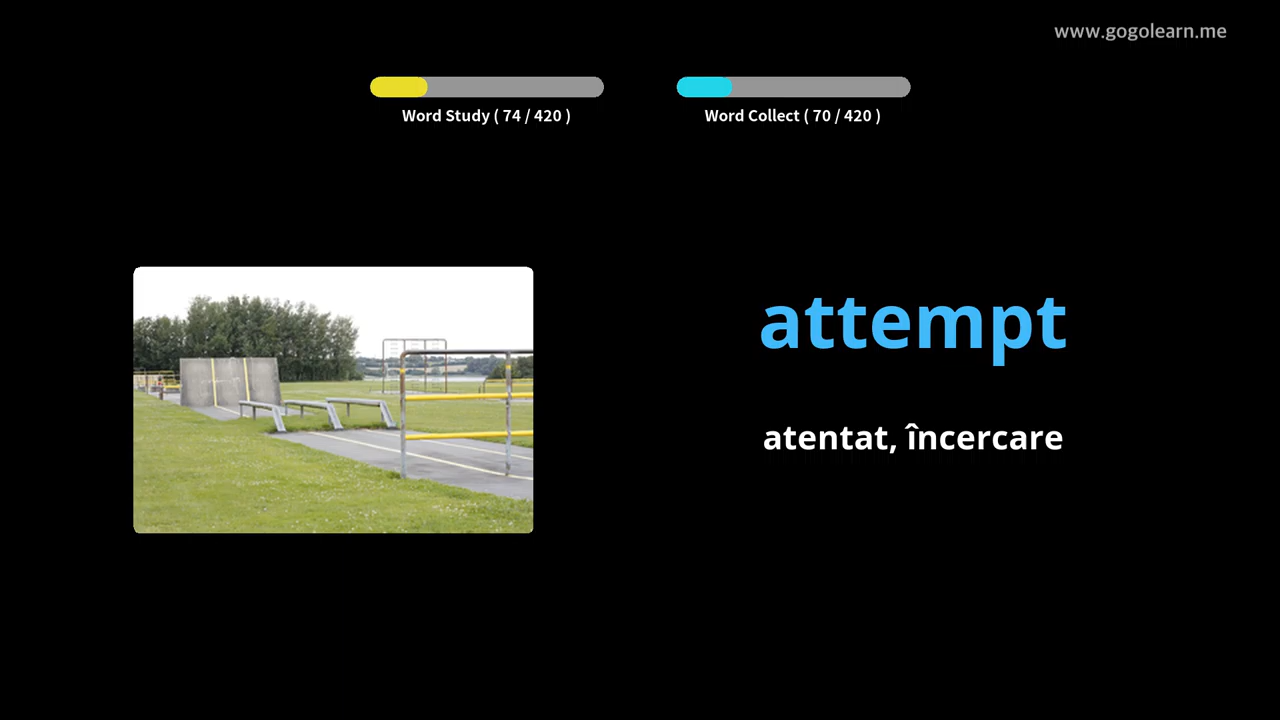 www.gogolearn.me
Word Study ( 74 / 420 )
Word Collect ( 70 / 420 )
attempt
atentat, încercare